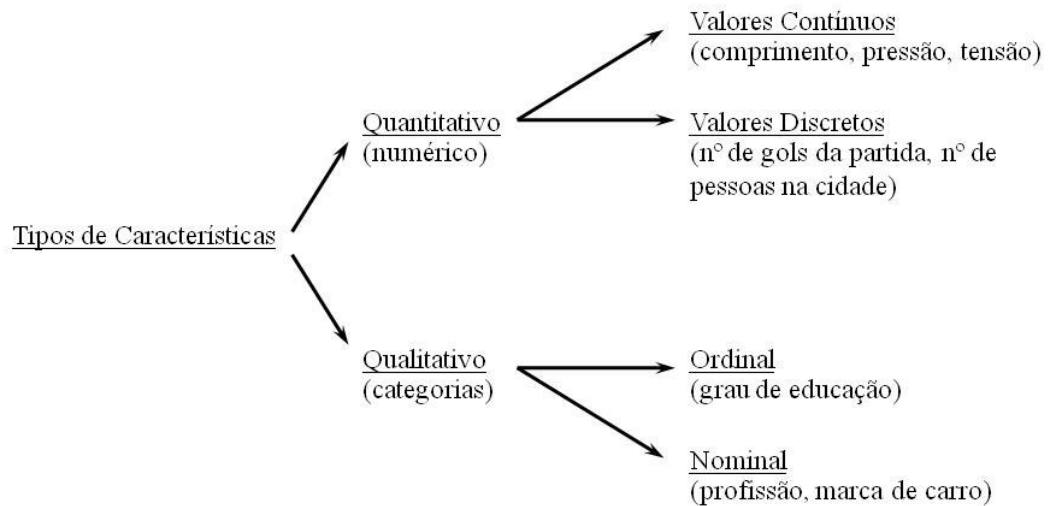 Valores Contínuos
(comprimento, pressão, tensão)
Quantitativo
(numérico)
Valores Discretos
(nº de gols da partida, nº de
pessoas na cidade)
Tipos de Características
Qualitativo
(categorias)
Ordinal
(grau de educação)
Nominal
(profissão, marca de carro)